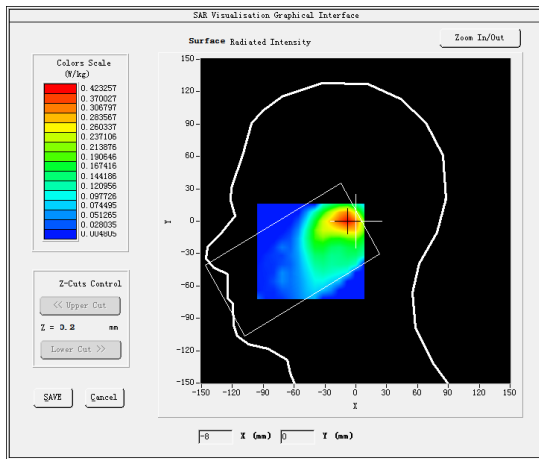 SAR Visualisation Graphical Interface
Surface Radiated Intensity
Zoom In/Out
Colors Scale
(W/kg)
0.423257
0.370027
0.306797
0.283567
0.260337
0.237106
0.213876
0.190646
0.167416
0.144186
0.120956
0.097726
0.074495
0.051265
0.028035
0.004805
Z-Cuts Control
<< Upper Cut
Z = 0.2 mm
Lower Cut >>
SAVE
Cancel
150
120
90
60
30
0
-30
-60
-90
-120
-150
Y
-150 -120 -90 -60 -30 0 30 60 90 120 150
X
-8 X (mm) 0 Y (mm)